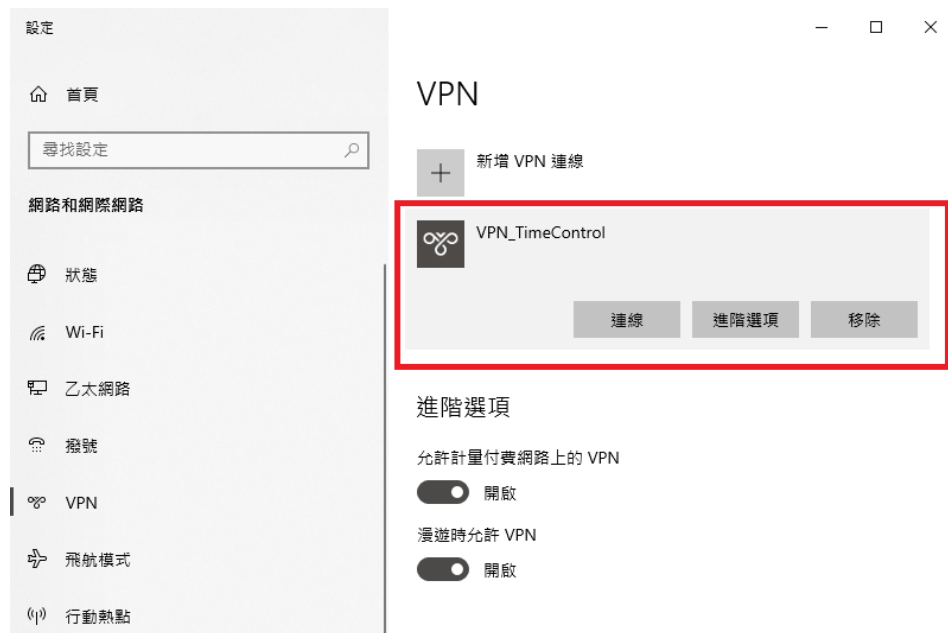 設定
首頁
尋找設定
網路和網際網路
狀態
Wi-Fi
乙太網路
撥號
VPN
飛航模式
行動熱點
VPN
新增 VPN 連線
VPN_TimeControl
連線
進階選項
移除
進階選項
允許計量付費網路上的 VPN
開啟
漫遊時允許 VPN
開啟